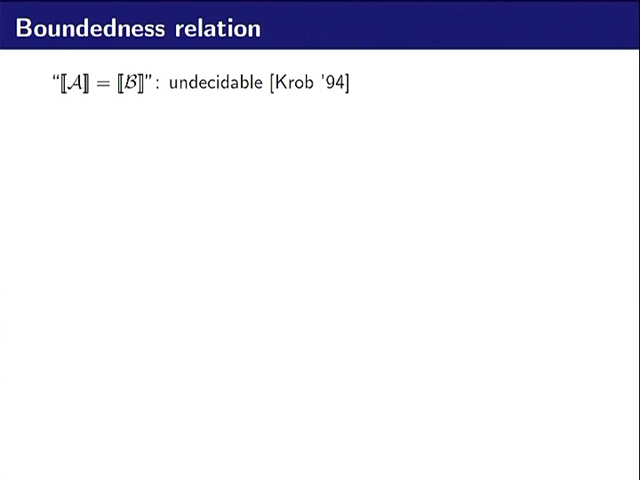 Boundedness relation
“⟦𝒜⟧ = ⟦ℬ⟧”: undecidable [Krob ’94]